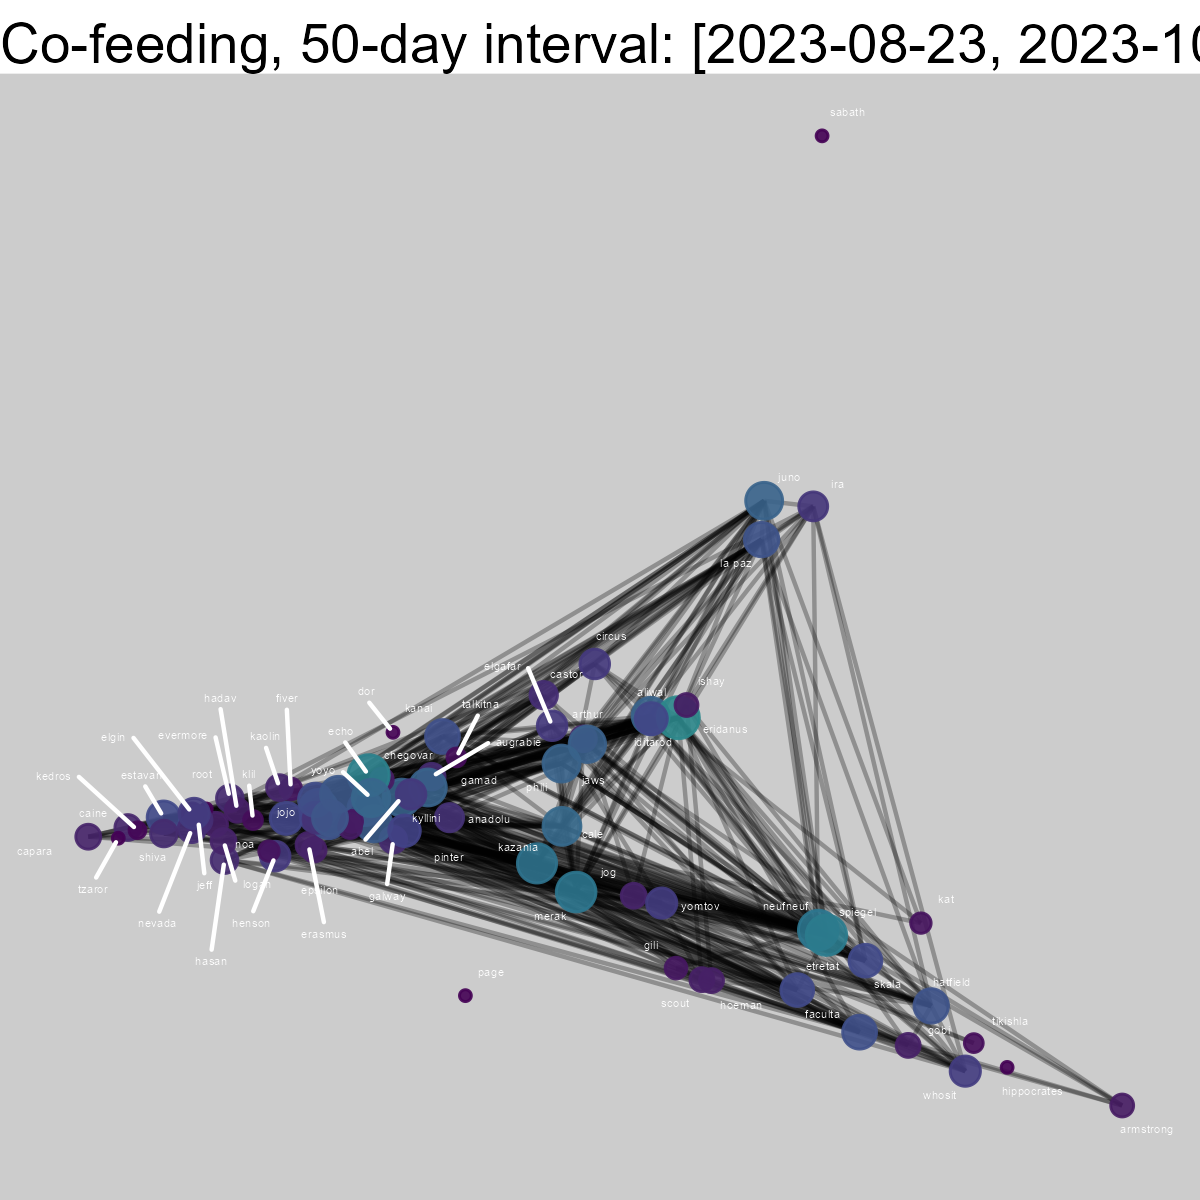 Co-feeding, 50-day interval: [2023-08-23, 2023-10
sabath
juno
ira
la paz
circus
elgafar
castor
ishay
aliwal
hadav
fiver
dor
talkitna
kanai
arthur
eridanus
elgin
evermore
kaolin
echo
augrabie
iditarod
chegovar
kedros
estavan
root
klil
yoyo
gamad
phil
jaws
caine
jojo
kyllini
anadolu
cale
capara
shiva
noa
abel
pinter
kazania
tzaror
jeff
logan
epsilon
galway
jog
merak
yomtov
neufneuf
spiegel
kat
nevada
henson
erasmus
hasan
gili
page
etretat
skala
hatfield
scout
hoeman
faculta
gobi
tikishla
whosit
hippocrates
armstrong